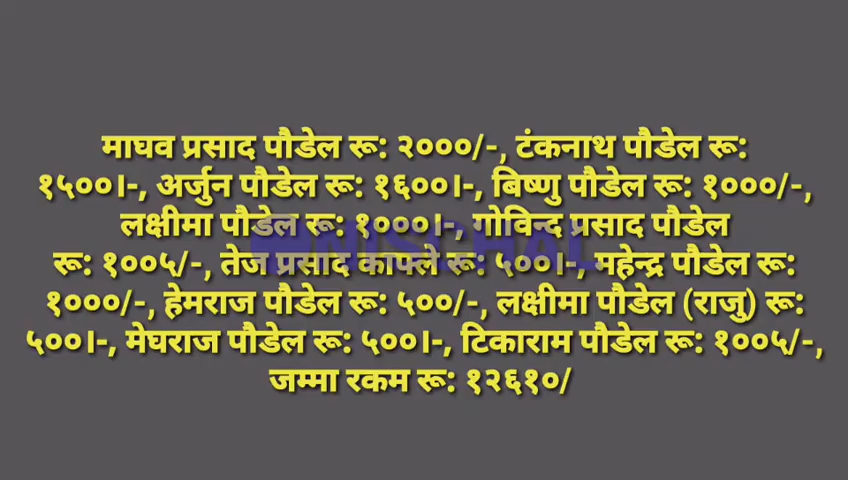 माघव प्रसाद पौडेल रू: २०००/-, टंकनाथ पौडेल रू:
१५००।-, अर्जुन पौडेल रू: १६००।-, बिष्णु पौडेल रू: १०००/-,
लक्षीमा पौडेल रू: १०००।-, गोविन्द प्रसाद पौडेल
रू: १००५/-, तेज प्रसाद काफ्ले रू: ५००।-, महेन्द्र पौडेल रू:
१०००/-, हेमराज पौडेल रू: ५००/-, लक्षीमा पौडेल (राजु) रू:
५००।-, मेघराज पौडेल रू: ५००।-, टिकाराम पौडेल रू: १००५/-,
जम्मा रकम रू: १२६१०/
NISCHAL